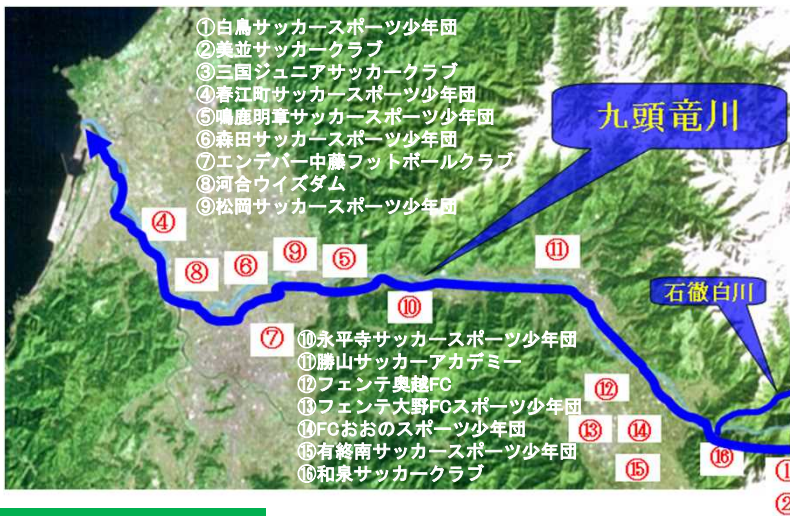 ①白鳥サッカースポーツ少年団
②美並サッカークラブ
③三国ジュニアサッカークラブ
④春江町サッカースポーツ少年団
⑤鳴鹿明章サッカースポーツ少年団
⑥森田サッカースポーツ少年団
⑦エンデバー中藤フットボールクラブ
⑧河合ウイズダム
⑨松岡サッカースポーツ少年団
九頭竜川
④
⑧
⑥
⑨
⑤
⑪
⑩
⑦
石徹白川
⑩永平寺サッカースポーツ少年団
⑪勝山サッカーアカデミー
⑫フェンテ奥越FC
⑬フェンテ大野FCスポーツ少年団
⑭FCおおのスポーツ少年団
⑮有終南サッカースポーツ少年団
⑯和泉サッカークラブ
⑫
⑬
⑭
⑮
⑯
①
②